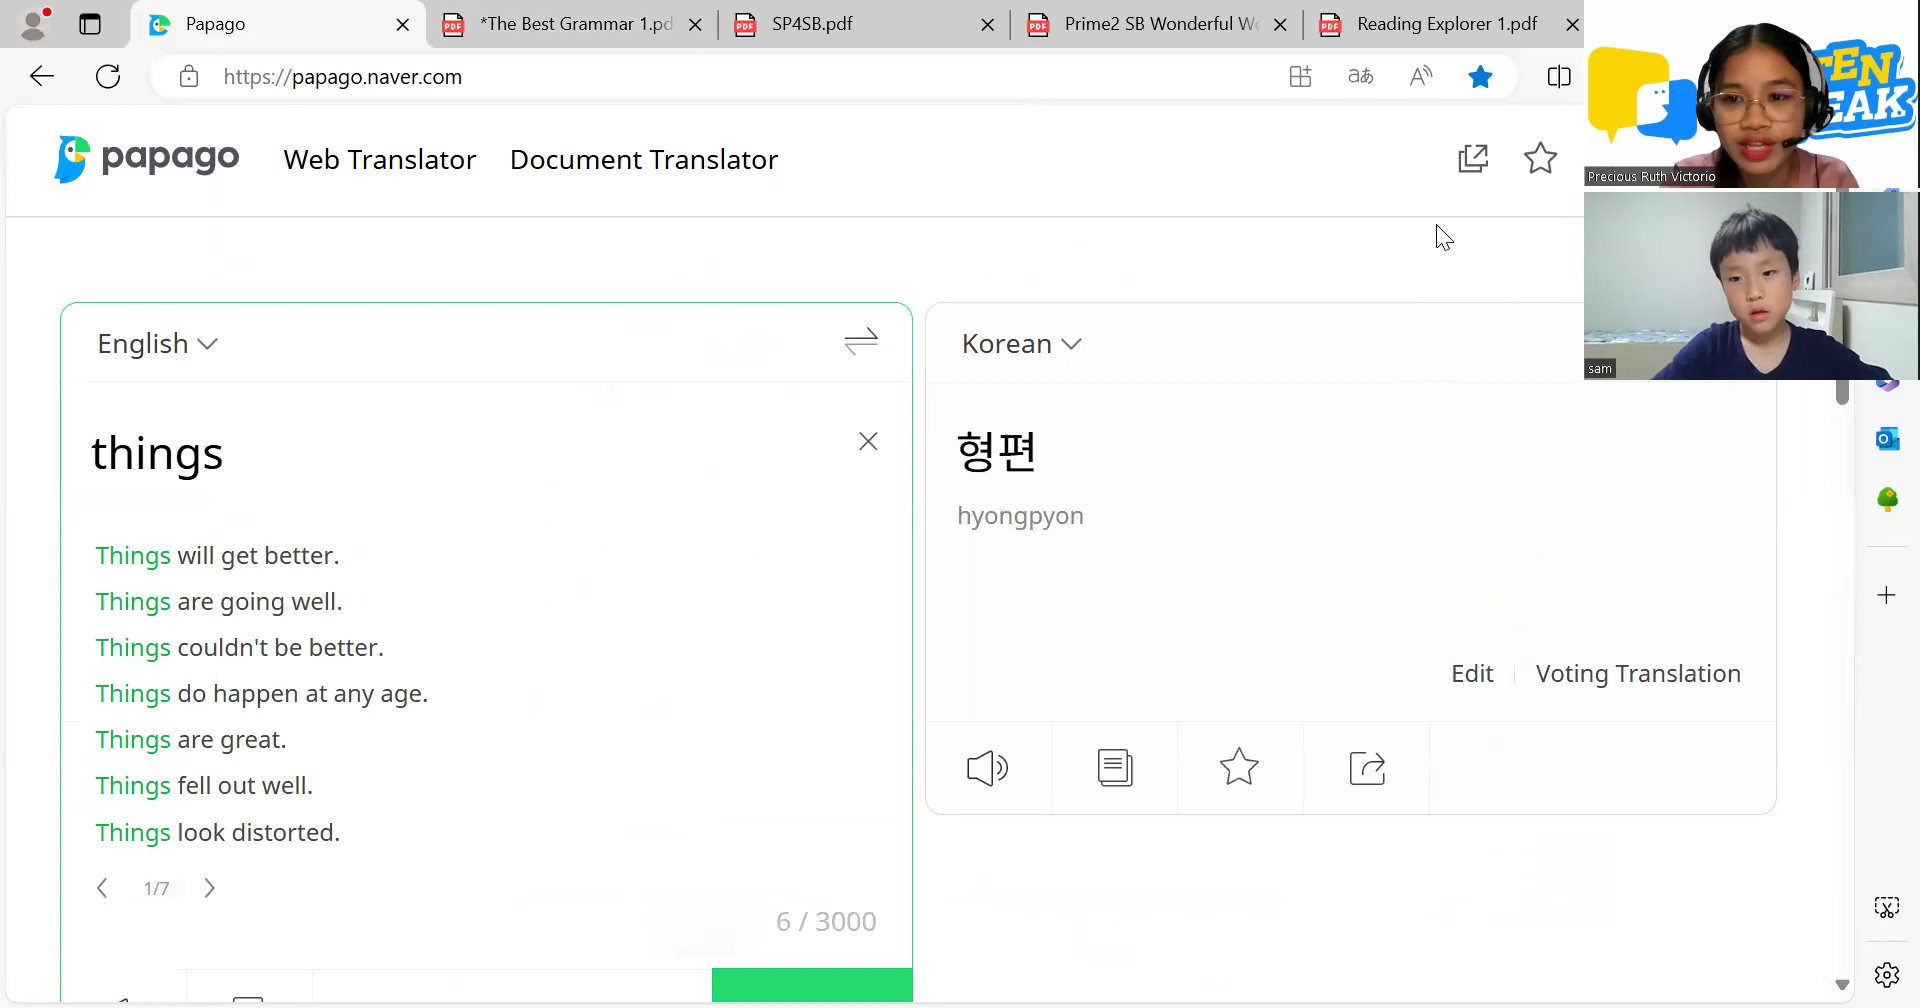 Papago
*The Best Grammar 1.pd
SP4SB.pdf
Prime2 SB Wonderful Wo
Reading Explorer 1.pdf
https://papago.naver.com
papago
Web Translator
Document Translator
TEN
EAK
Precious Ruth Victorio
sam
English
Korean
things
형편
hyongpyon
Things will get better.
Things are going well.
Things couldn't be better.
Things do happen at any age.
Things are great.
Things fell out well.
Things look distorted.
Edit
Voting Translation
1/7
6 / 3000